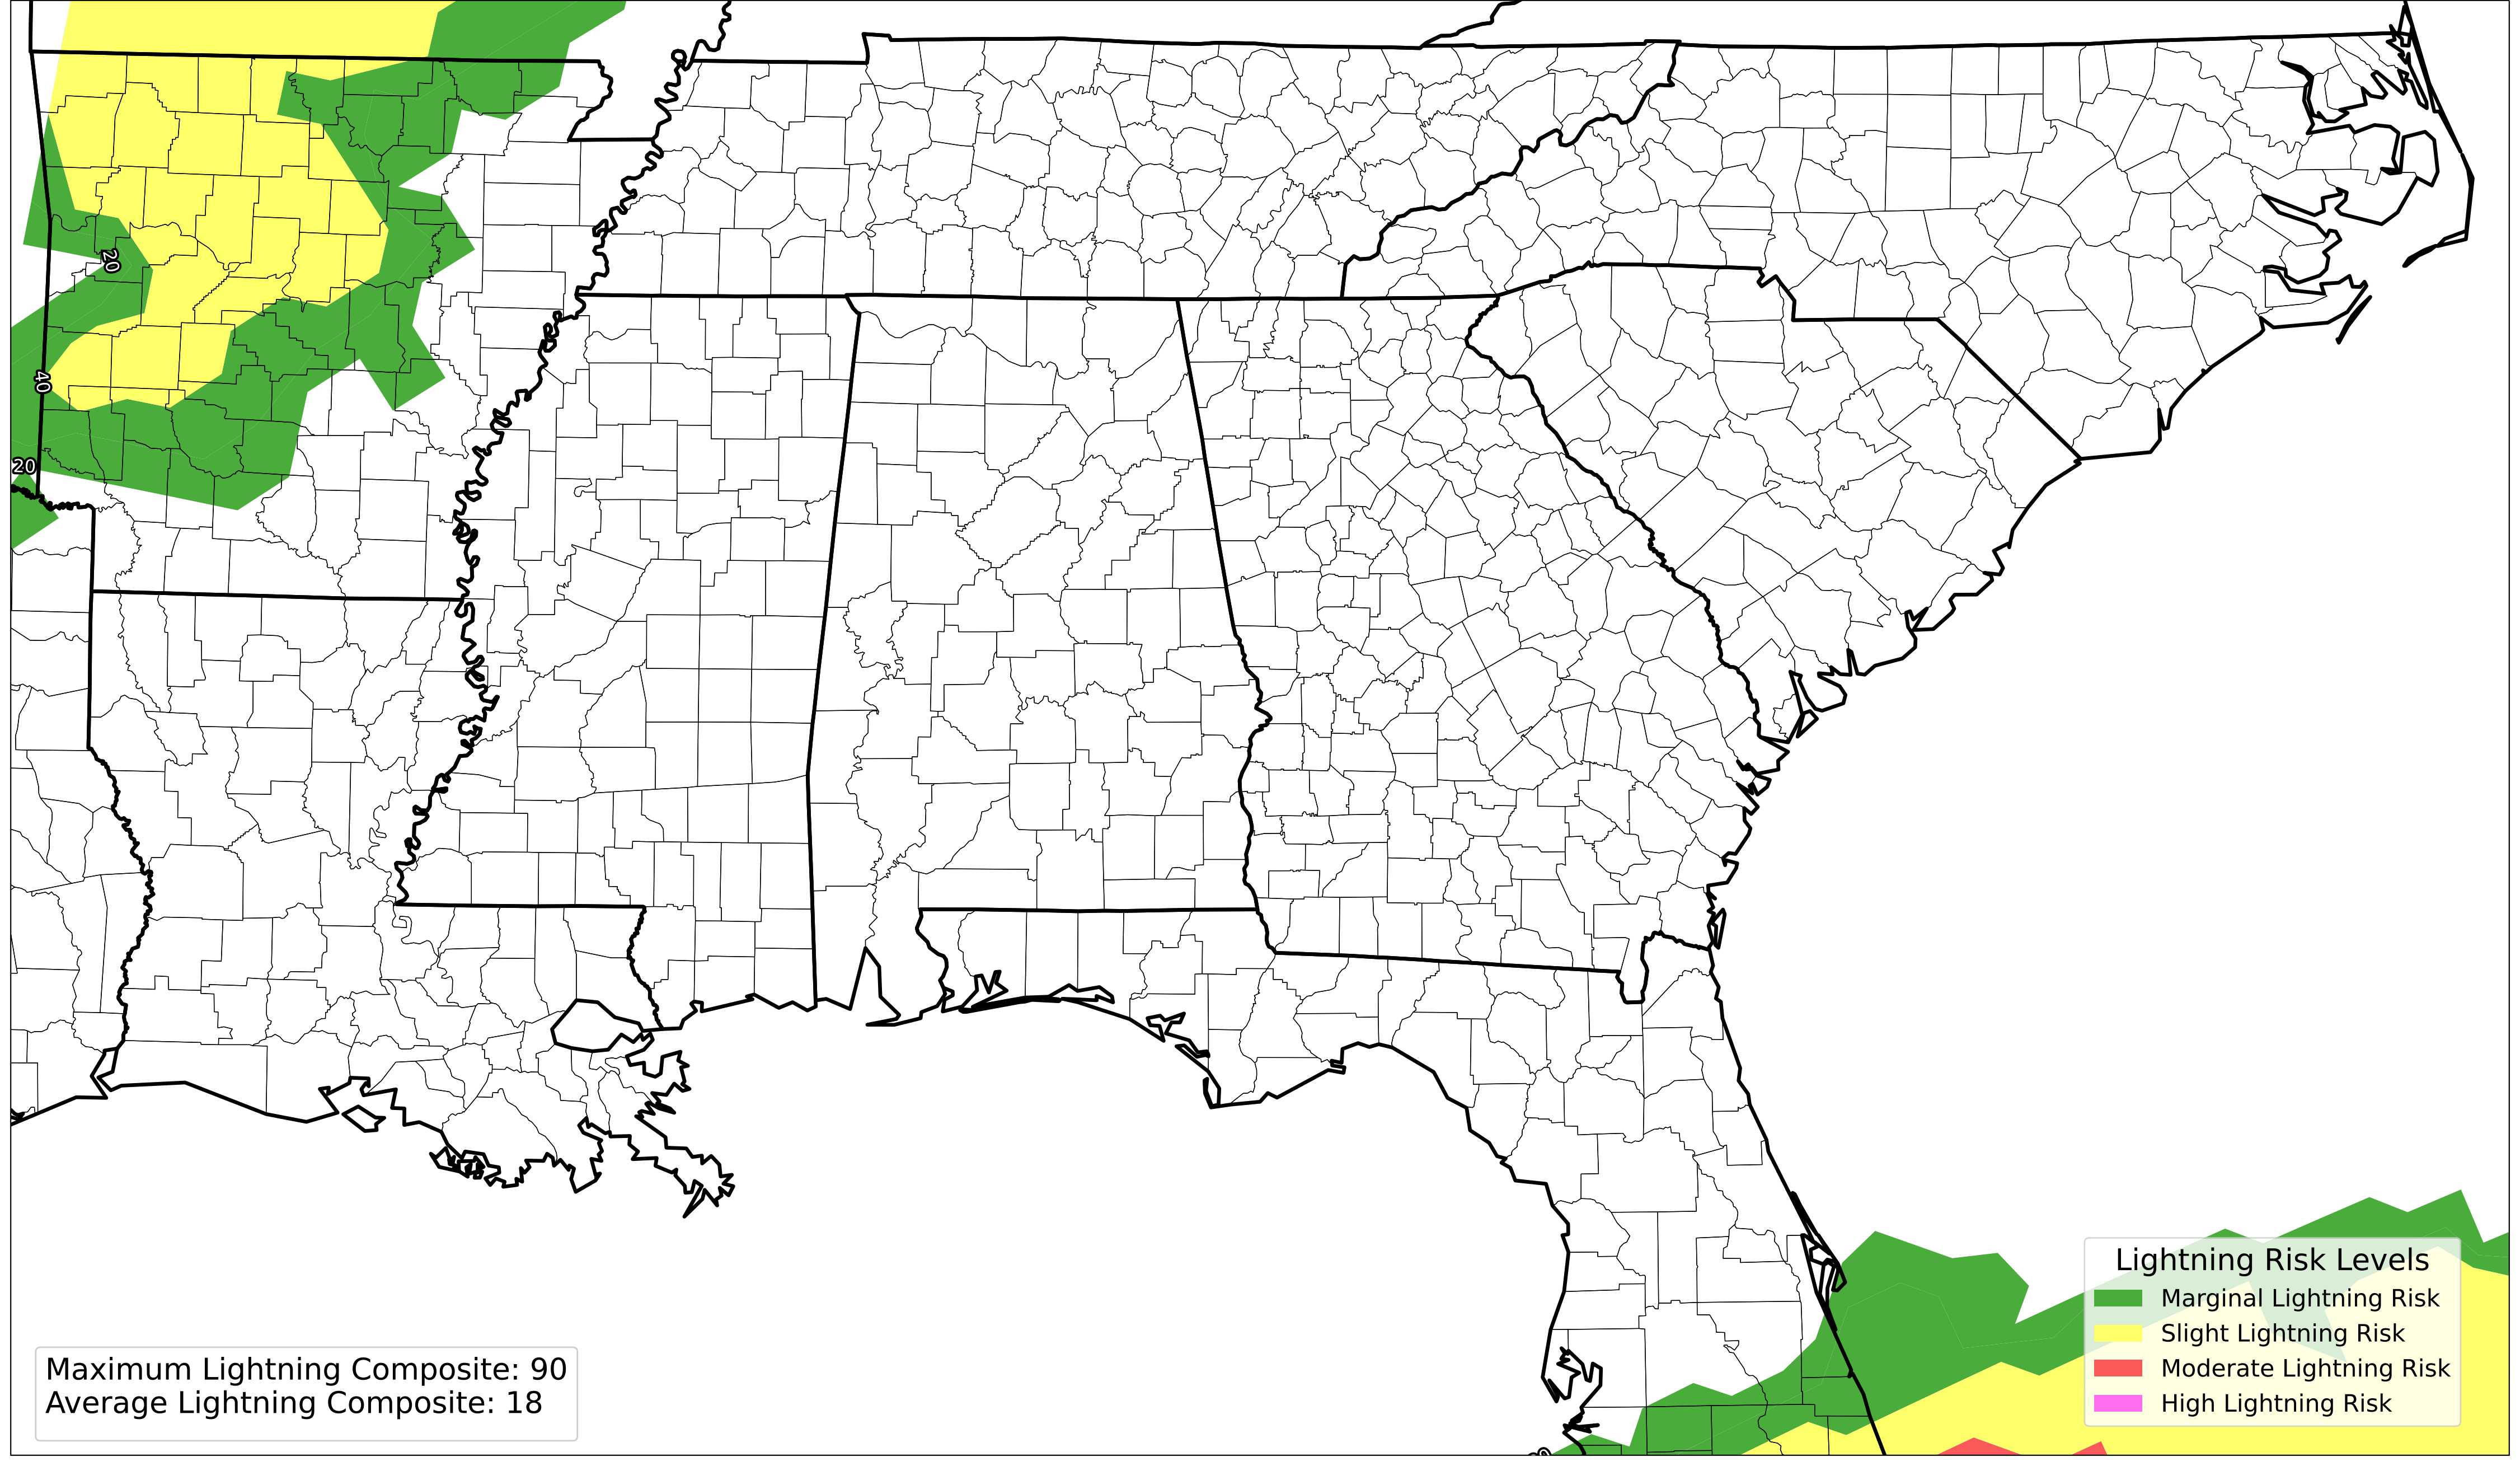 20
40
20
Lightning Risk Levels
Marginal Lightning Risk
Slight Lightning Risk
Moderate Lightning Risk
High Lightning Risk
Maximum Lightning Composite: 90
Average Lightning Composite: 18